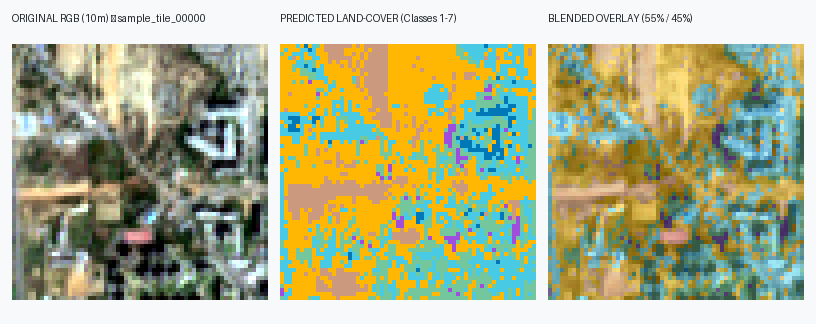 ORIGINAL RGB (10m) ▯ sample_tile_00000
PREDICTED LAND-COVER (Classes 1-7)
BLENDED OVERLAY (55% / 45%)